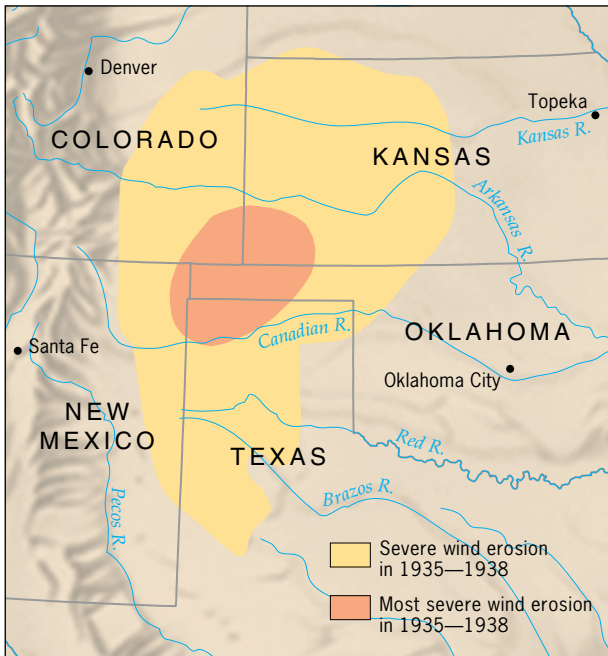 Denver
Topeka
Kansas R.
COLORADO
KANSAS
Arkansas R.
Canadian R.
OKLAHOMA
Santa Fe
Oklahoma City
NEW
MEXICO
TEXAS
Red R.
Pecos R.
Brazos R.
Severe wind erosion
in 1935—1938
Most severe wind erosion
in 1935—1938